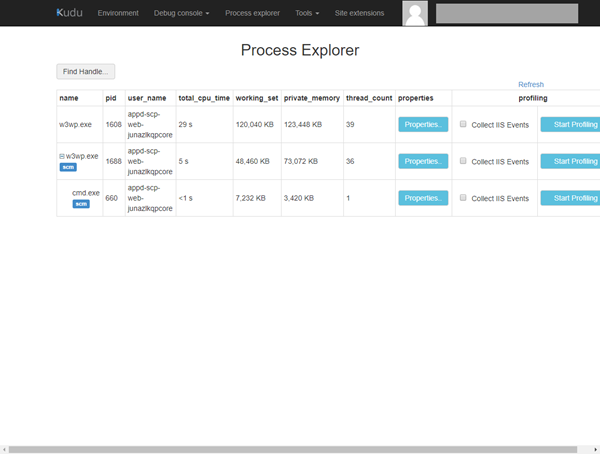 Kudu Environment Debug console Process explorer Tools Site extensions
Process Explorer
Find Handle...
Refresh
name pid user_name total_cpu_time working_set private_memory thread_count properties profiling
w3wp.exe 1608 appd-scp-web-junazlkqpcore 29 s 120,040 KB 123,448 KB 39 Properties.. Collect IIS Events Start Profiling
w3wp.exe scm 1688 appd-scp-web-junazlkqpcore 5 s 48,460 KB 73,072 KB 36 Properties.. Collect IIS Events Start Profiling
cmd.exe scm 660 appd-scp-web-junazlkqpcore <1 s 7,232 KB 3,420 KB 1 Properties.. Collect IIS Events Start Profiling